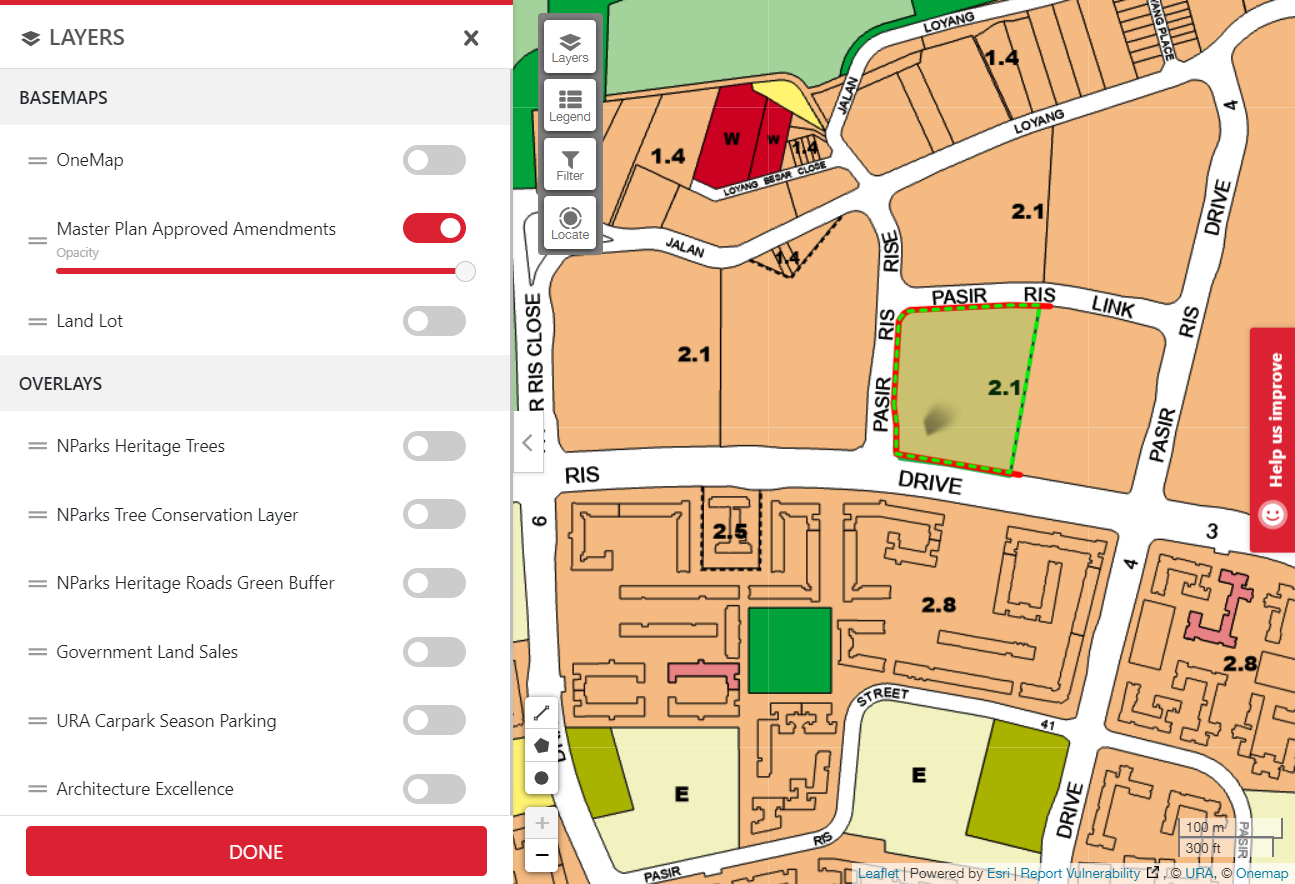 LAYERS
BASEMAPS
OneMap
Master Plan Approved Amendments
Opacity
Land Lot
OVERLAYS
NParks Heritage Trees
NParks Tree Conservation Layer
NParks Heritage Roads Green Buffer
Government Land Sales
URA Carpark Season Parking
Architecture Excellence
DONE
Layers
Legend
Filter
Locate
LOYANG
1.4
JALAN
4
LOYANG
W
W
1.4
1.4
LOYANG BESAR CLOSE
2.1
DRIVE
JALAN
1.4
RISE
PASIR RIS LINK
RIS
RIS
R RIS CLOSE
2.1
2.1
PASIR
PASIR
Help us improve
RIS
DRIVE
6
2.5
3
4
2.8
2.8
STREET
41
E
E
DRIVE
RIS
PASIR
PASIR
100 m
300 ft
Leaflet | Powered by Esri | Report Vulnerability , © URA, © Onemap